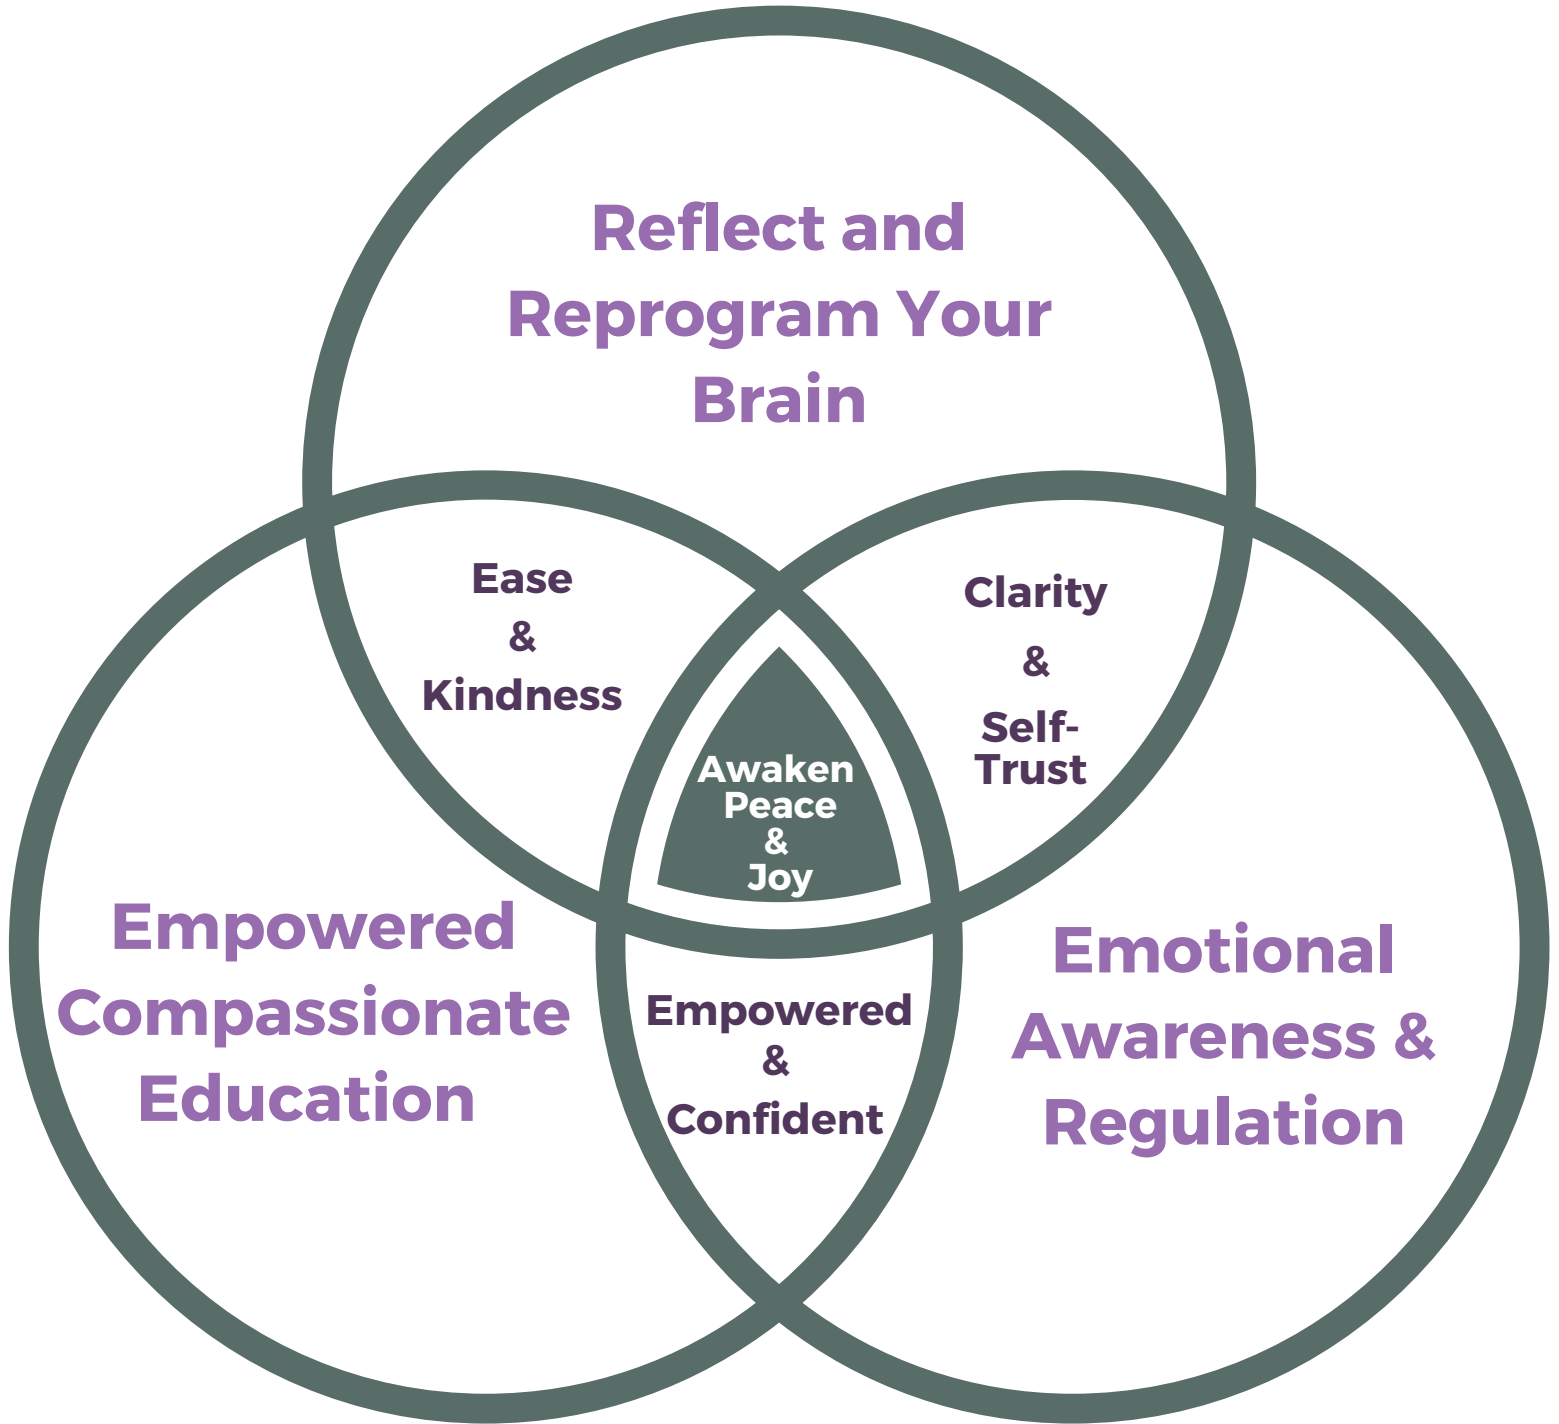 Reflect and
Reprogram Your
Brain
Ease
&
Kindness
Clarity
&
Self-
Trust
Awaken
Peace
&
Joy
Empowered
Compassionate
Education
Empowered
&
Confident
Emotional
Awareness &
Regulation